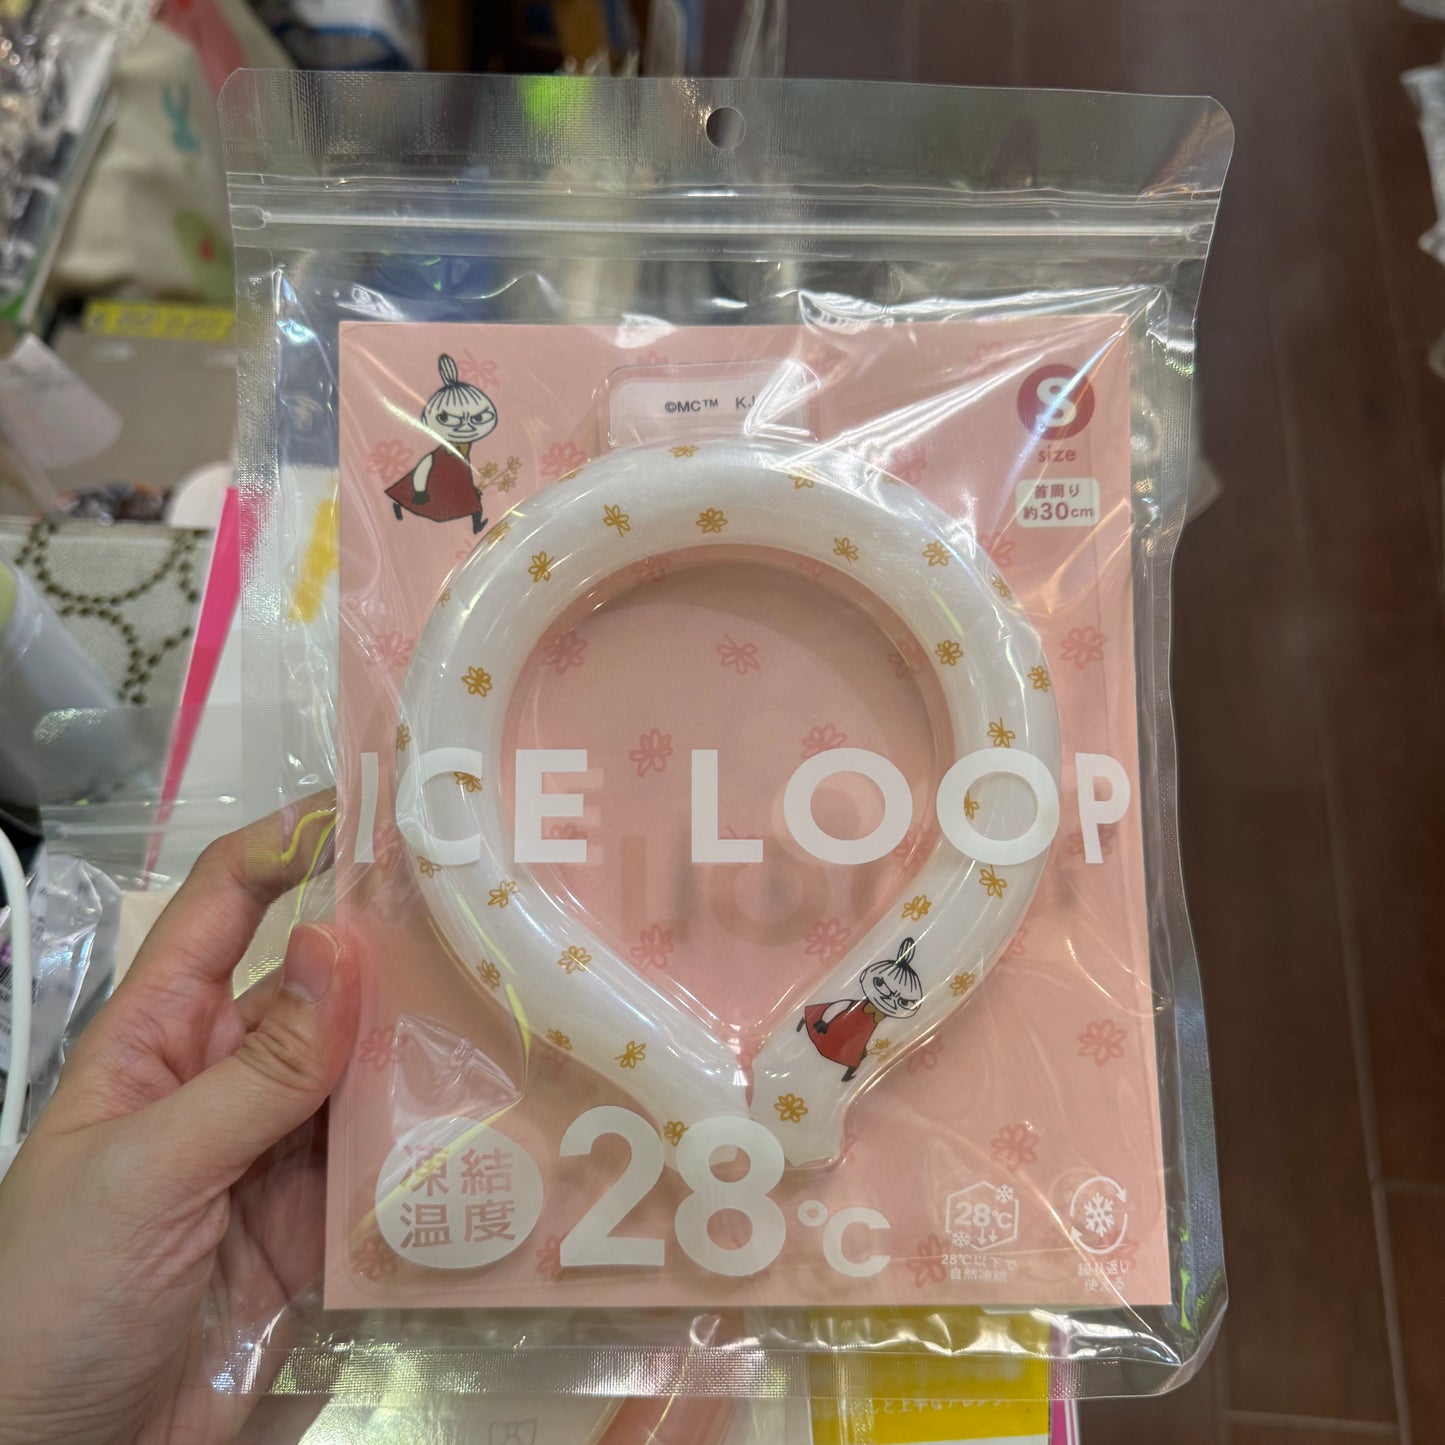 ©MC™ KJ
S
size
首周り
約30cm
ICE LOOP
凍結
温度
28℃
28℃
28℃以下で
自然凍結
繰り返し
使える